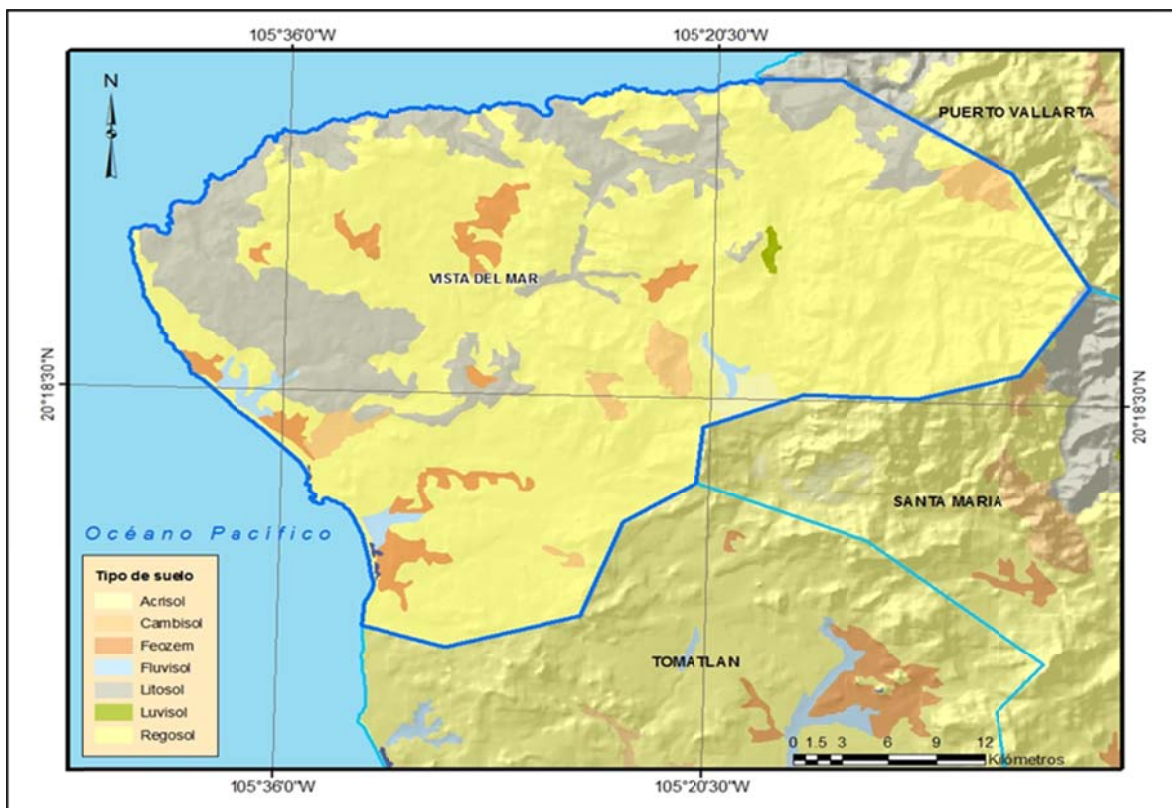 105°36'0"W
105°20'30"W
N
PUERTO VALLARTA
VISTA DEL MAR
20°18'30"N
20°18'30"N
SANTA MARIA
Océano Pacífico
Tipo de suelo
Acrisol
Cambisol
Feozem
Fluvisol
Litosol
Luvisol
Regosol
TOMATLAN
0 1.5 3 6 9 12
Kilómetros
105°36'0"W
105°20'30"W